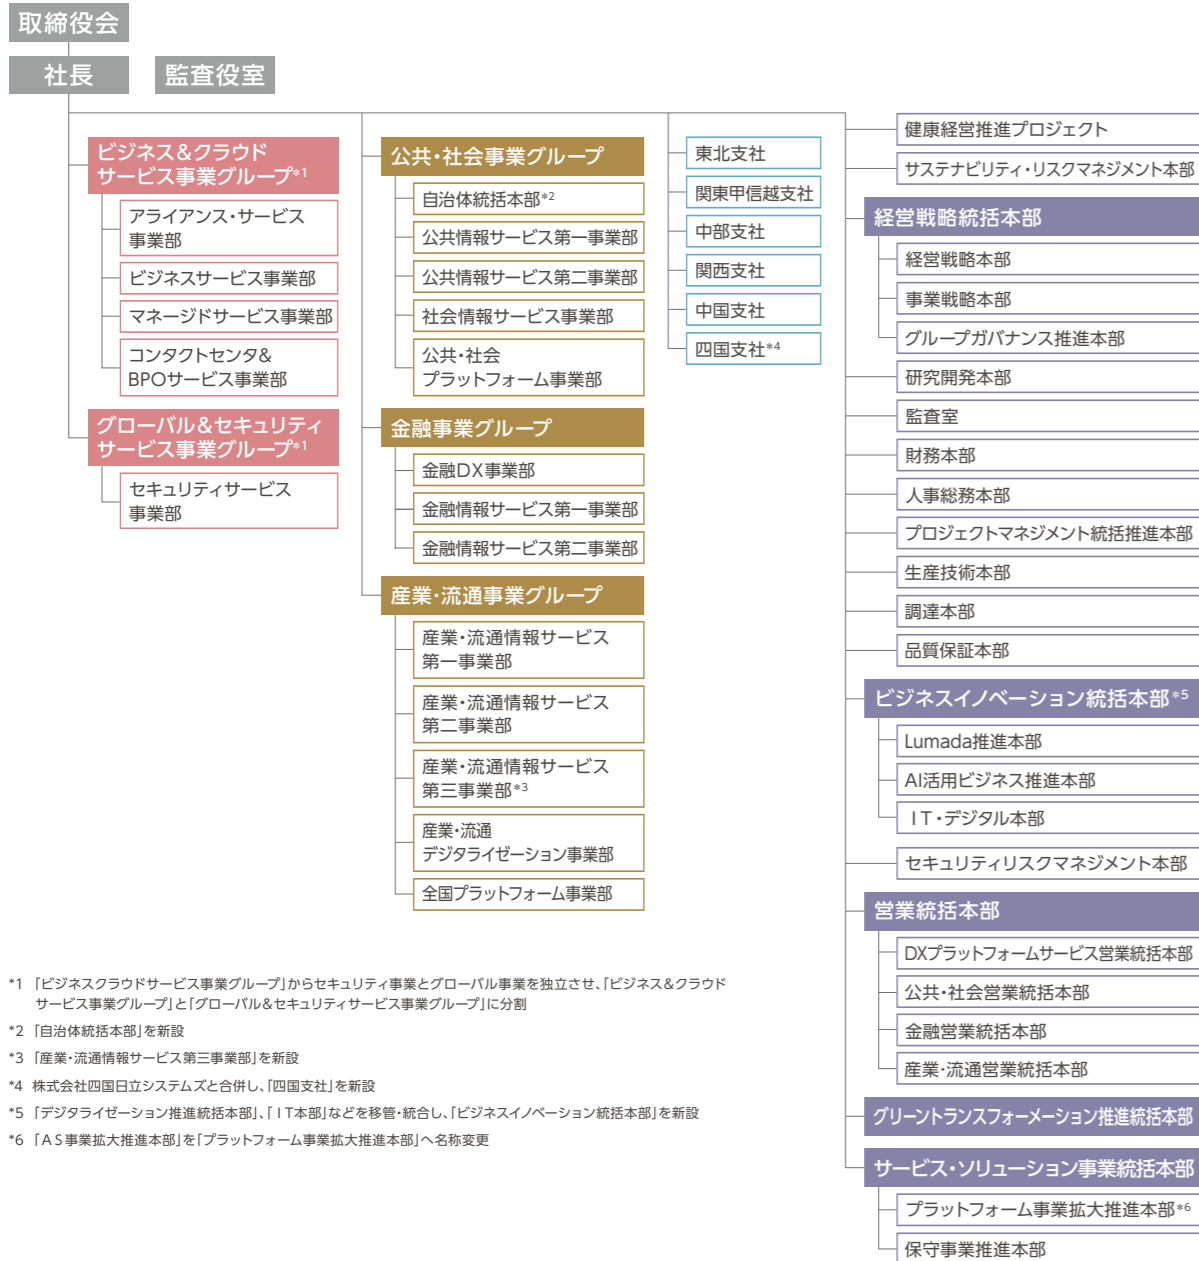 取締役会
社長
監査役室
ビジネス&クラウド
サービス事業グループ*1
アライアンス・サービス
事業部
ビジネスサービス事業部
マネージドサービス事業部
コンタクトセンタ&
BPOサービス事業部
グローバル&セキュリティ
サービス事業グループ*1
セキュリティサービス
事業部
公共・社会事業グループ
自治体統括本部*2
公共情報サービス第一事業部
公共情報サービス第二事業部
社会情報サービス事業部
公共・社会
プラットフォーム事業部
金融事業グループ
金融DX事業部
金融情報サービス第一事業部
金融情報サービス第二事業部
産業・流通事業グループ
産業・流通情報サービス
第一事業部
産業・流通情報サービス
第二事業部
産業・流通情報サービス
第三事業部*3
産業・流通
デジタライゼーション事業部
全国プラットフォーム事業部
東北支社
関東甲信越支社
中部支社
関西支社
中国支社
四国支社*4
健康経営推進プロジェクト
サステナビリティ・リスクマネジメント本部
経営戦略統括本部
経営戦略本部
事業戦略本部
グループガバナンス推進本部
研究開発本部
監査室
財務本部
人事総務本部
プロジェクトマネジメント統括推進本部
生産技術本部
調達本部
品質保証本部
ビジネスイノベーション統括本部*5
Lumada推進本部
AI活用ビジネス推進本部
IT・デジタル本部
セキュリティリスクマネジメント本部
営業統括本部
DXプラットフォームサービス営業統括本部
公共・社会営業統括本部
金融営業統括本部
産業・流通営業統括本部
グリーントランスフォーメーション推進統括本部
サービス・ソリューション事業統括本部
プラットフォーム事業拡大推進本部*6
保守事業推進本部
*1 「ビジネスクラウドサービス事業グループ」からセキュリティ事業とグローバル事業を独立させ、「ビジネス&クラウド
サービス事業グループ」と「グローバル&セキュリティサービス事業グループ」に分割
*2 「自治体統括本部」を新設
*3 「産業・流通情報サービス第三事業部」を新設
*4 株式会社四国日立システムズと合併し、「四国支社」を新設
*5 「デジタライゼーション推進統括本部」、「IT本部」などを移管・統合し、「ビジネスイノベーション統括本部」を新設
*6 「AS事業拡大推進本部」を「プラットフォーム事業拡大推進本部」へ名称変更